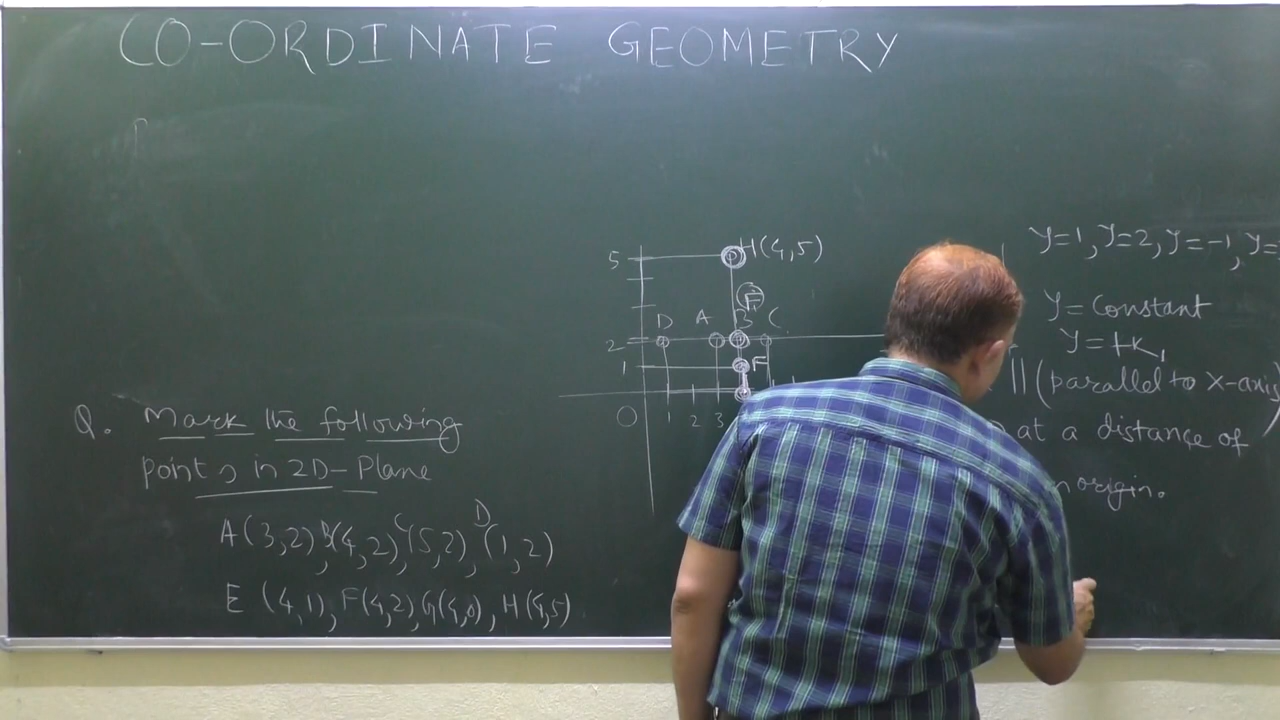 CO-ORDINATE GEOMETRY
Q. Mark the following
points in 2D-Plane
A(3,2), B(4,2), C(5,2), D(1,2)
E (4,1), F(4,2), G(4,0), H(4,5)
5 H(4,5)
F
D A B C
2
1 F
O 1 2 3
y=1, y=2, y=-1, y=
y = Constant
y = +K,
|| (parallel to x-axis)
at a distance of
origin.